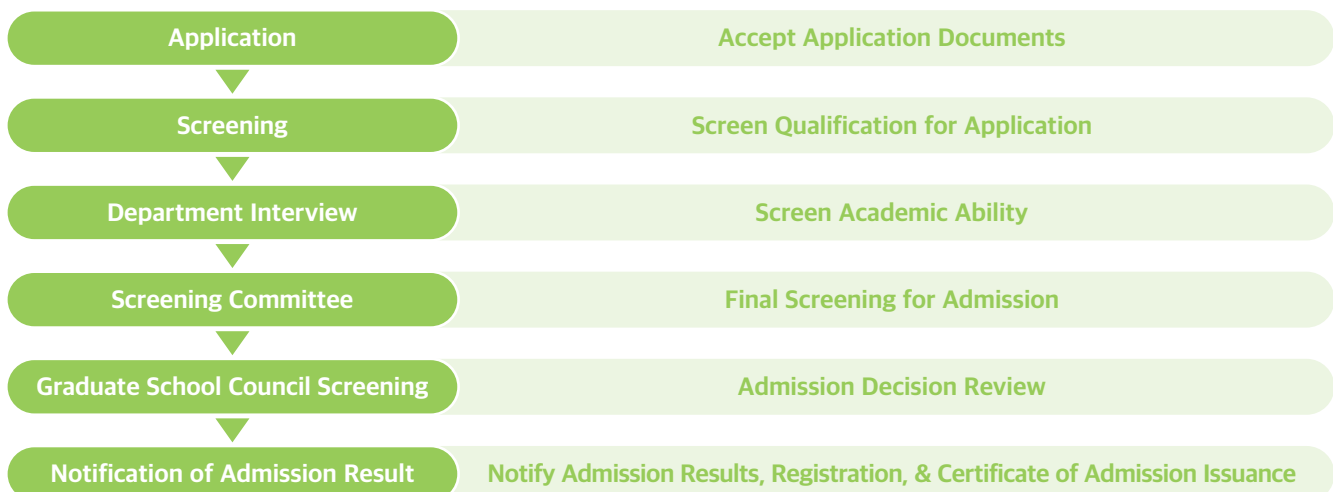 Application
Accept Application Documents
Screening
Screen Qualification for Application
Department Interview
Screen Academic Ability
Screening Committee
Final Screening for Admission
Graduate School Council Screening
Admission Decision Review
Notification of Admission Result
Notify Admission Results, Registration, & Certificate of Admission Issuance